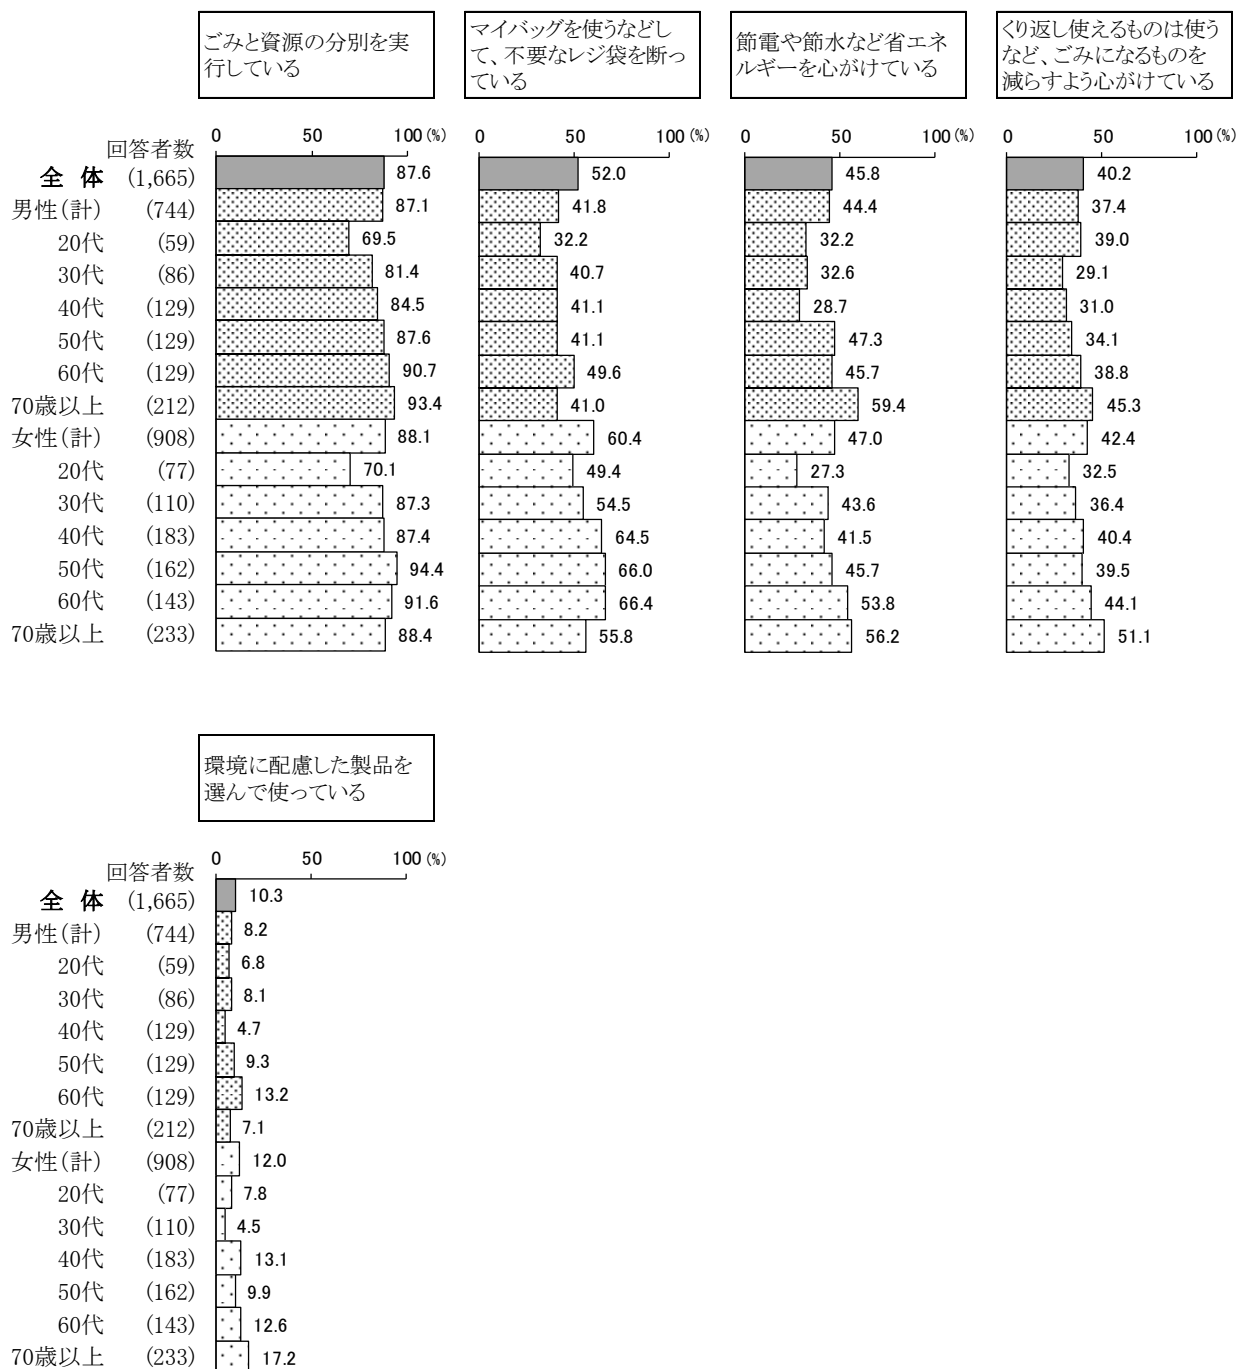 ごみと資源の分別を実
行している
マイバッグを使うなどし
て、不要なレジ袋を断っ
ている
節電や節水など省エネ
ルギーを心がけている
くり返し使えるものは使う
など、ごみになるものを
減らすよう心がけている
0 50 100 (%) 0 50 100 (%) 0 50 100 (%) 0 50 100 (%)
回答者数
全 体 (1,665) 87.6 52.0 45.8 40.2
男性(計) (744) 87.1 41.8 44.4 37.4
20代 (59) 69.5 32.2 32.2 39.0
30代 (86) 81.4 40.7 32.6 29.1
40代 (129) 84.5 41.1 28.7 31.0
50代 (129) 87.6 41.1 47.3 34.1
60代 (129) 90.7 49.6 45.7 38.8
70歳以上 (212) 93.4 41.0 59.4 45.3
女性(計) (908) 88.1 60.4 47.0 42.4
20代 (77) 70.1 49.4 27.3 32.5
30代 (110) 87.3 54.5 43.6 36.4
40代 (183) 87.4 64.5 41.5 40.4
50代 (162) 94.4 66.0 45.7 39.5
60代 (143) 91.6 66.4 53.8 44.1
70歳以上 (233) 88.4 55.8 56.2 51.1
環境に配慮した製品を
選んで使っている
0 50 100 (%)
回答者数
全 体 (1,665) 10.3
男性(計) (744) 8.2
20代 (59) 6.8
30代 (86) 8.1
40代 (129) 4.7
50代 (129) 9.3
60代 (129) 13.2
70歳以上 (212) 7.1
女性(計) (908) 12.0
20代 (77) 7.8
30代 (110) 4.5
40代 (183) 13.1
50代 (162) 9.9
60代 (143) 12.6
70歳以上 (233) 17.2